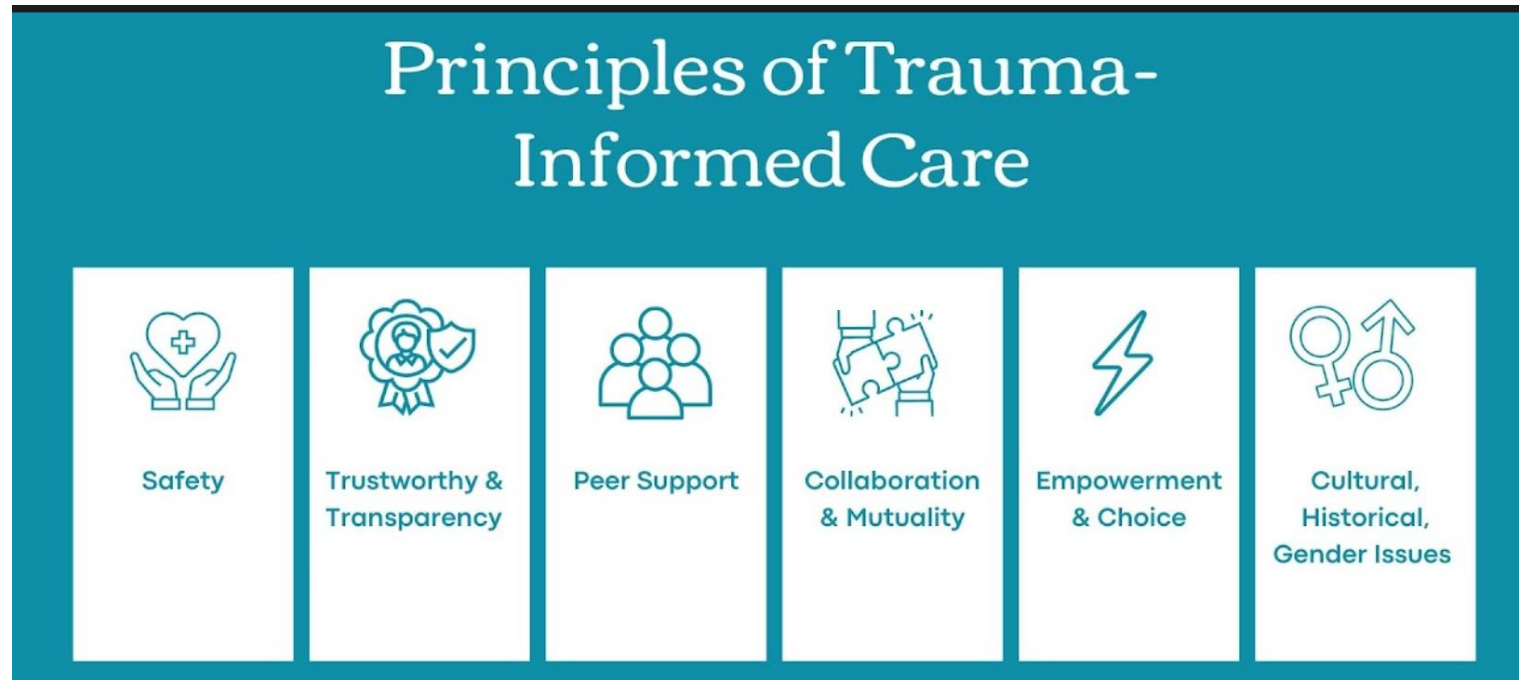 Principles of Trauma-
Informed Care
Safety
Trustworthy &
Transparency
Peer Support
Collaboration
& Mutuality
Empowerment
& Choice
Cultural,
Historical,
Gender Issues